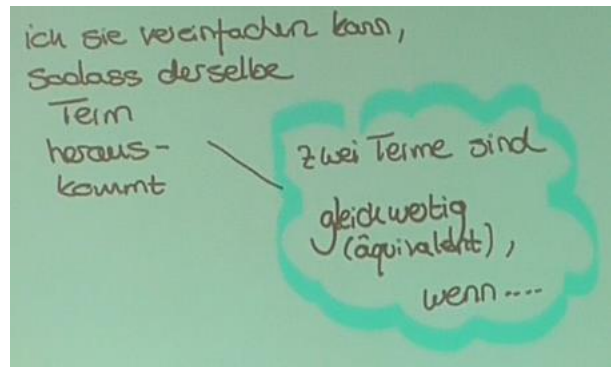 ich sie vereinfachen kann,
sodass derselbe
Term
heraus-
kommt
zwei Terme sind
gleichwertig
(äquivalent),
wenn....